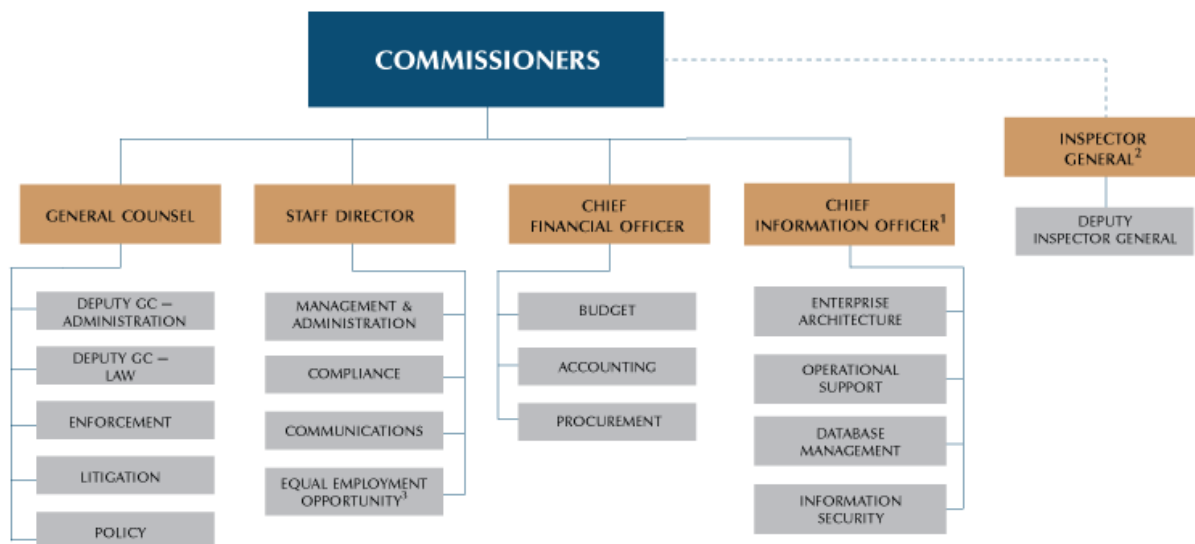 COMMISSIONERS
INSPECTOR
GENERAL²
DEPUTY
INSPECTOR GENERAL
GENERAL COUNSEL
DEPUTY GC —
ADMINISTRATION
DEPUTY GC —
LAW
ENFORCEMENT
LITIGATION
POLICY
STAFF DIRECTOR
MANAGEMENT &
ADMINISTRATION
COMPLIANCE
COMMUNICATIONS
EQUAL EMPLOYMENT
OPPORTUNITY³
CHIEF
FINANCIAL OFFICER
BUDGET
ACCOUNTING
PROCUREMENT
CHIEF
INFORMATION OFFICER¹
ENTERPRISE
ARCHITECTURE
OPERATIONAL
SUPPORT
DATABASE
MANAGEMENT
INFORMATION
SECURITY